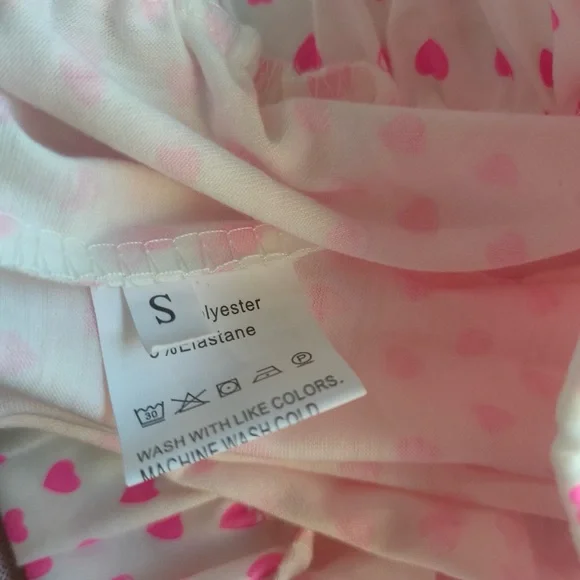 S
lyester
%Elastane
30
P
WASH WITH LIKE COLORS.
MACHINE WASH COLD